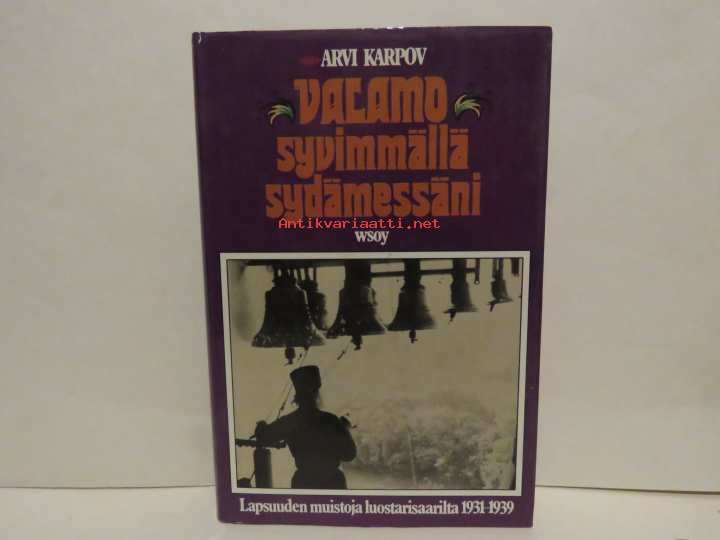 ARVI KARPOV
VALAMO
syvimmällä
sydämessäni
Antikvariaatti.net
wsoy
Lapsuuden muistoja luostarisaarilta 1931-1939